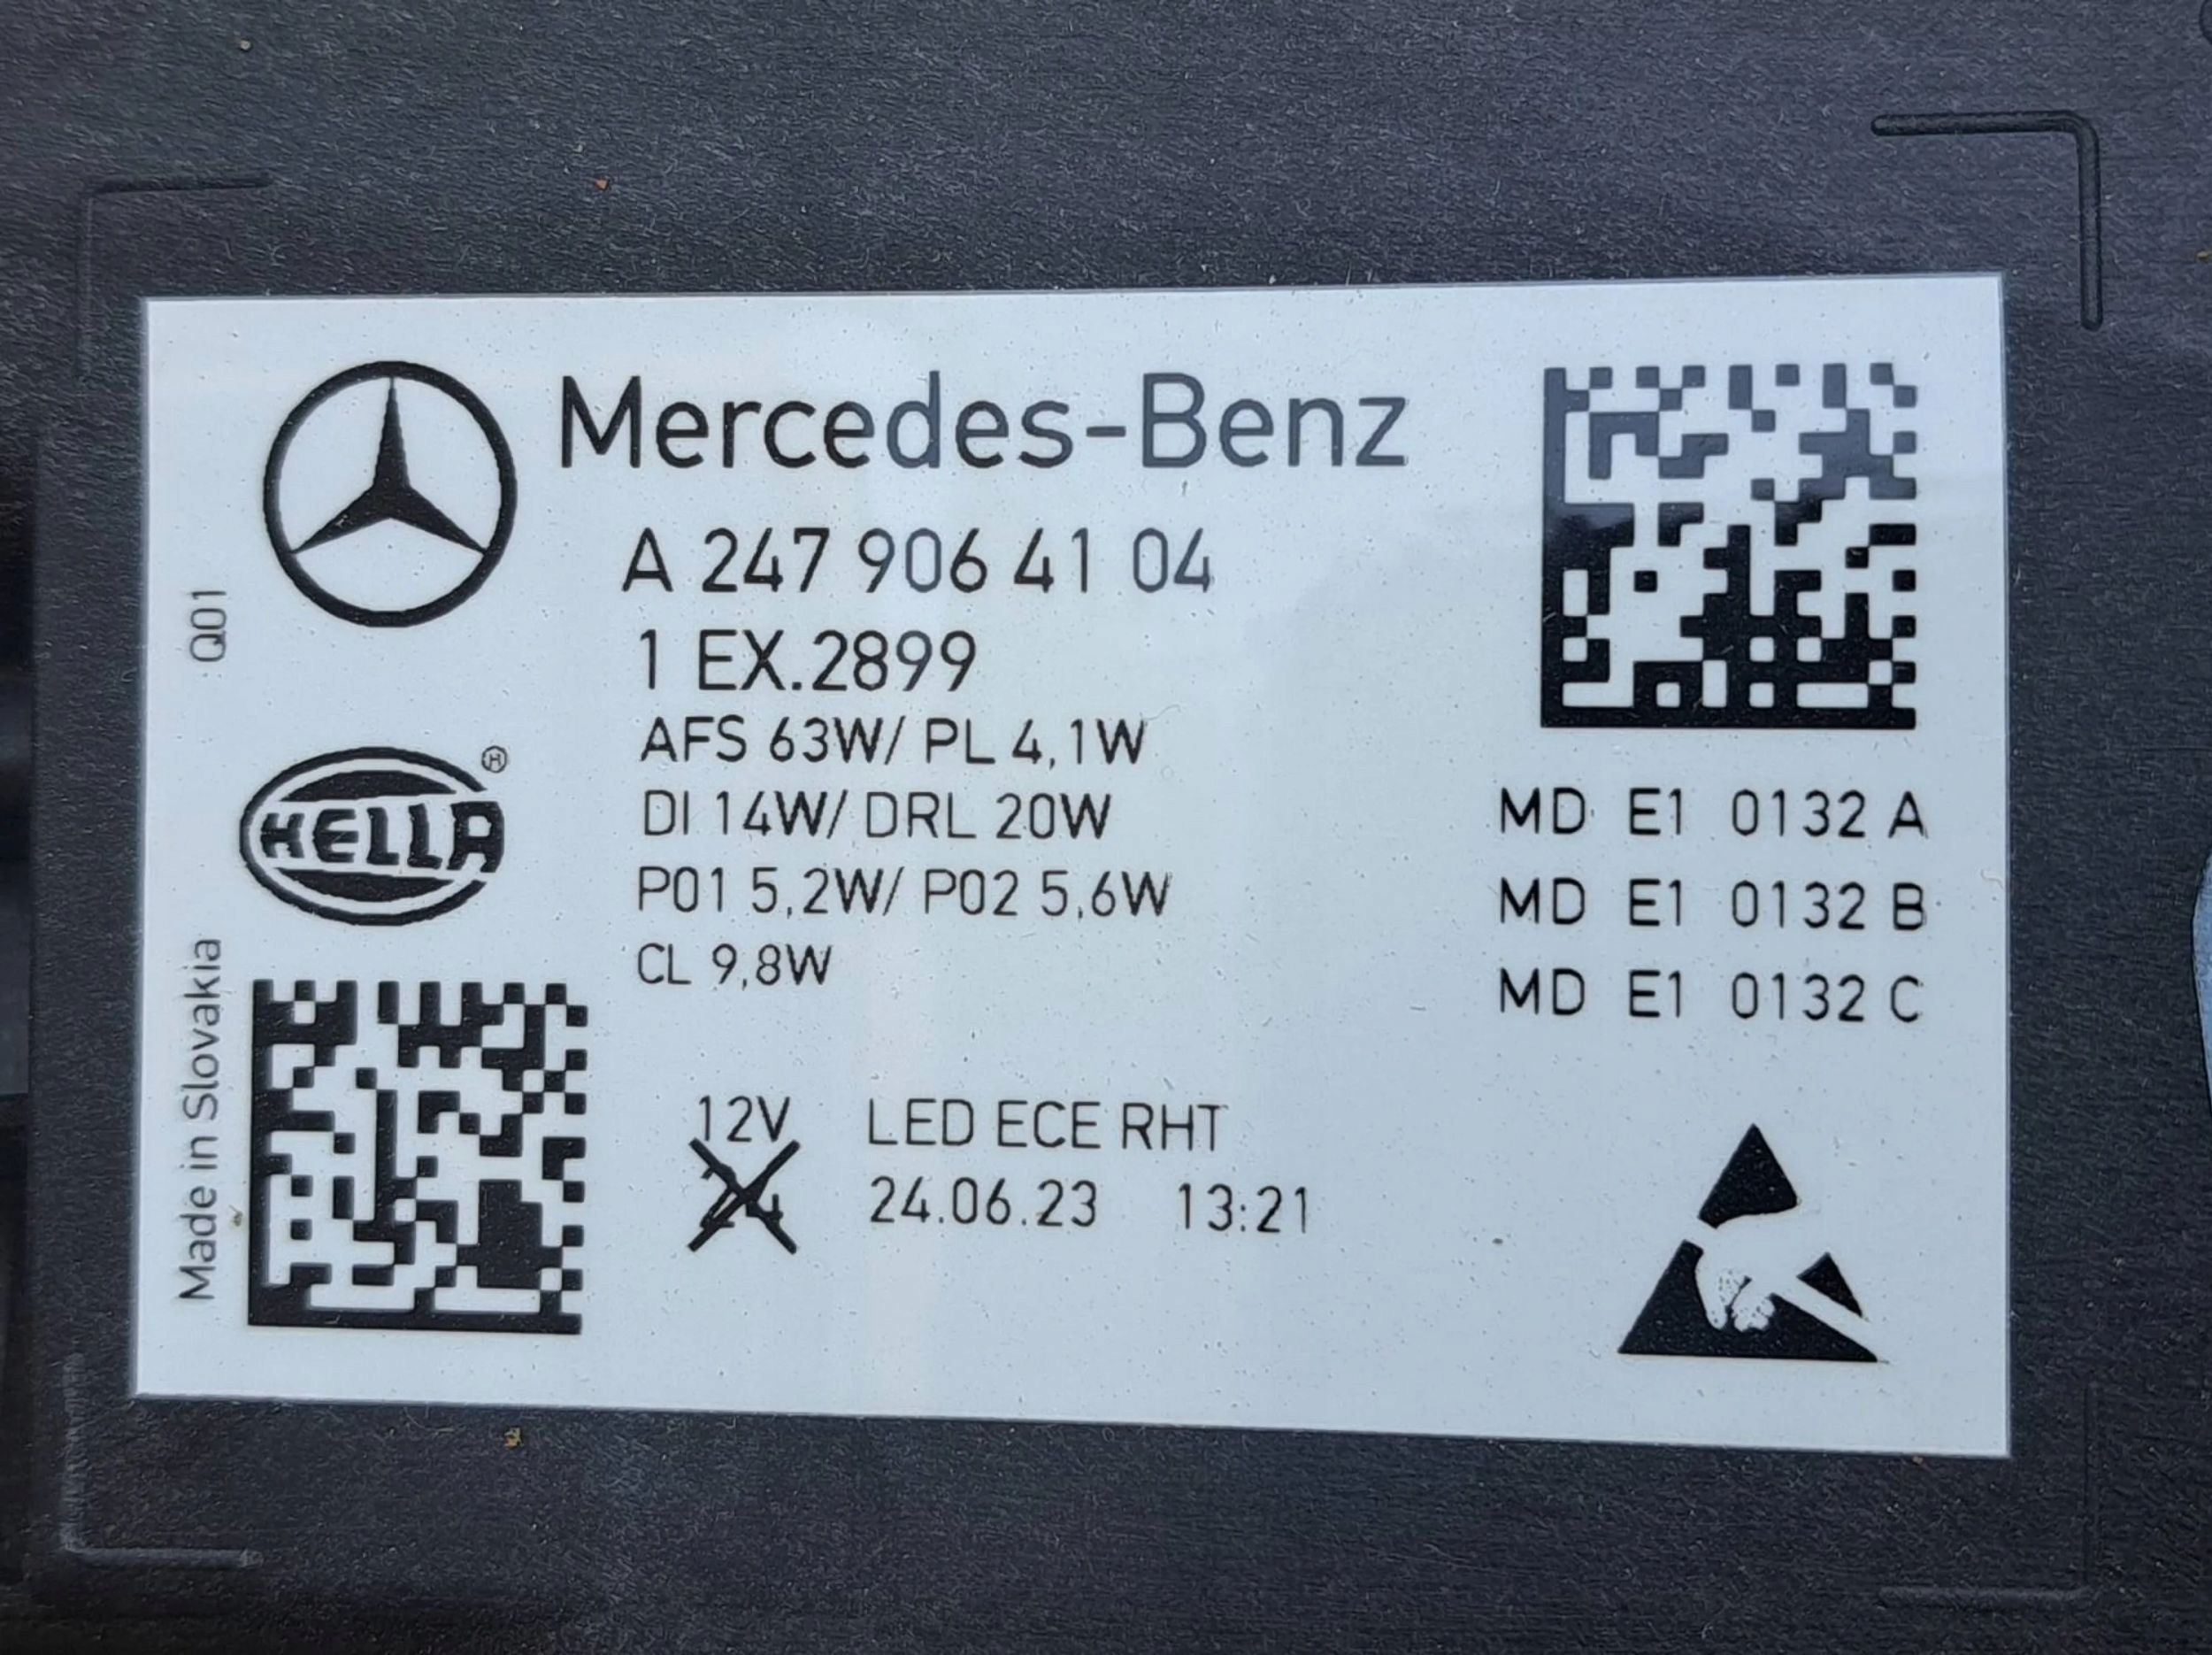 Mercedes-Benz
A 247 906 41 04
1 EX.2899
AFS 63W/ PL 4,1W
DI 14W/ DRL 20W
P01 5,2W/ P02 5,6W
CL 9,8W
12V
24
LED ECE RHT
24.06.23 13:21
Q01
HELLA
Made in Slovakia
MD E1 0132 A
MD E1 0132 B
MD E1 0132 C